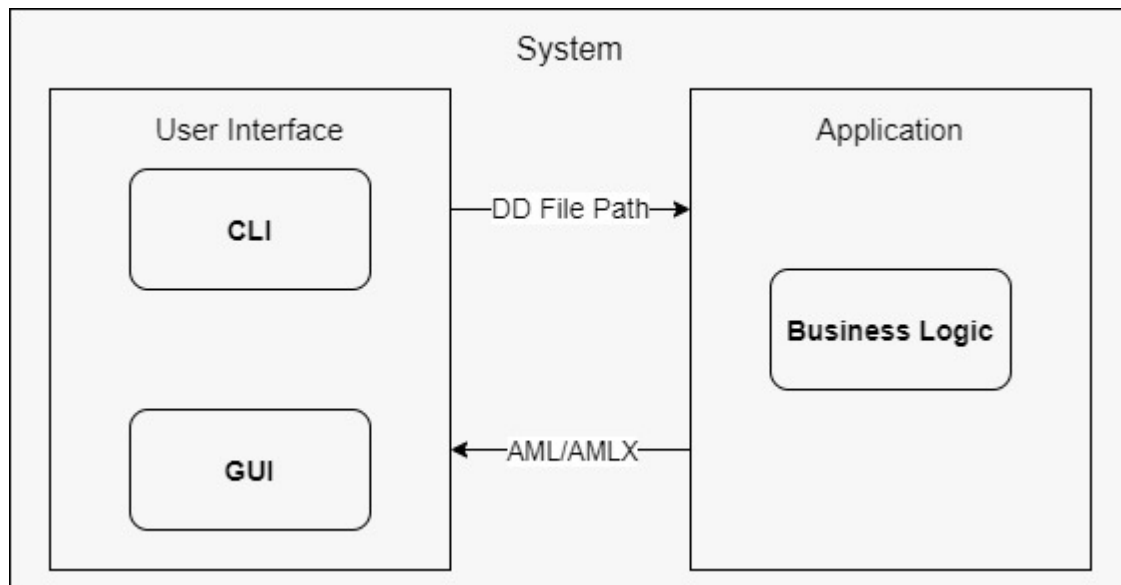 System
User Interface
Application
CLI
DD File Path
Business Logic
AML/AMLX
GUI